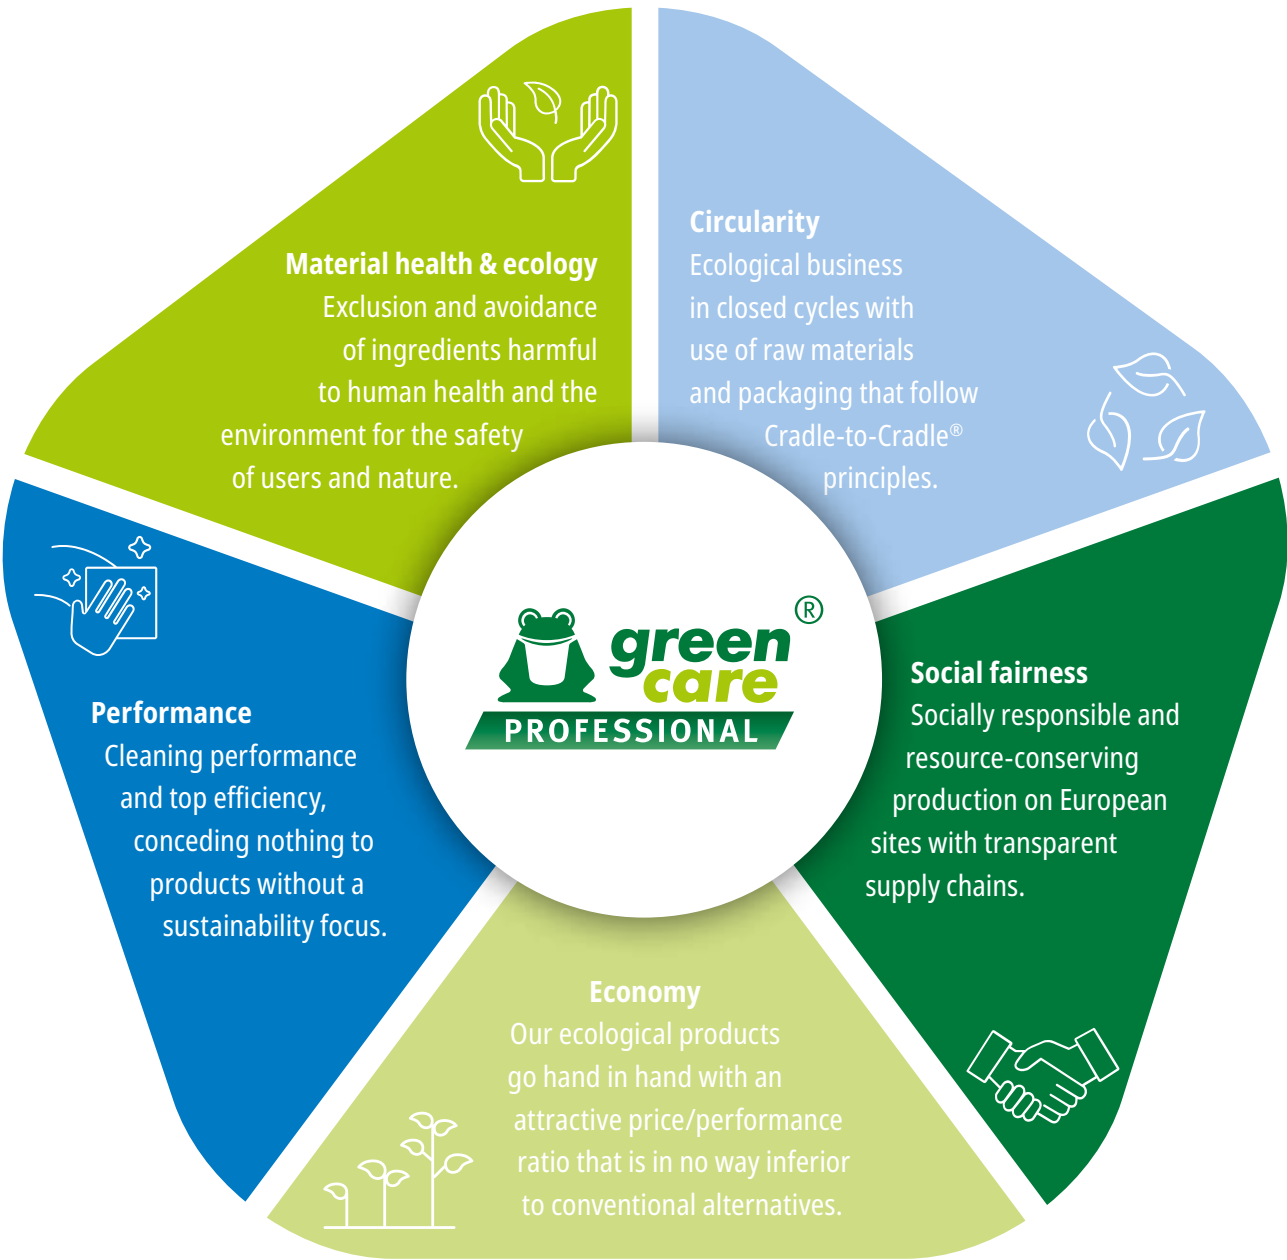 Material health & ecology
Exclusion and avoidance
of ingredients harmful
to human health and the
environment for the safety
of users and nature.
Circularity
Ecological business
in closed cycles with
use of raw materials
and packaging that follow
Cradle-to-Cradle®
principles.
Performance
Cleaning performance
and top efficiency,
conceding nothing to
products without a
sustainability focus.
green ®
care
PROFESSIONAL
Social fairness
Socially responsible and
resource-conserving
production on European
sites with transparent
supply chains.
Economy
Our ecological products
go hand in hand with an
attractive price/performance
ratio that is in no way inferior
to conventional alternatives.